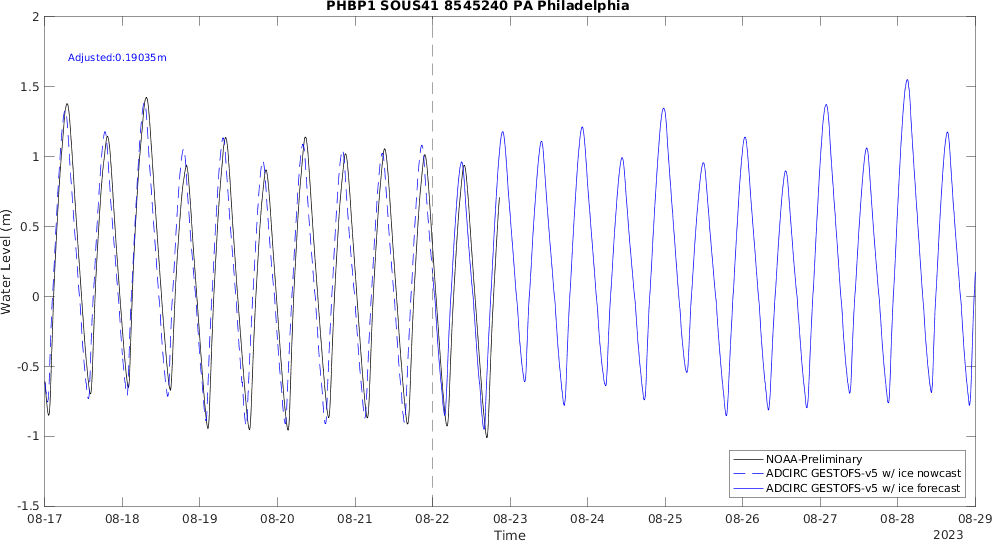 PHBP1 SOUS41 8545240 PA Philadelphia
Adjusted:0.19035m
Water Level (m)
2
1.5
1
0.5
0
-0.5
-1
-1.5
08-17 08-18 08-19 08-20 08-21 08-22 08-23 08-24 08-25 08-26 08-27 08-28 08-29
Time
2023
NOAA-Preliminary
ADCIRC GESTOFS-v5 w/ ice nowcast
ADCIRC GESTOFS-v5 w/ ice forecast